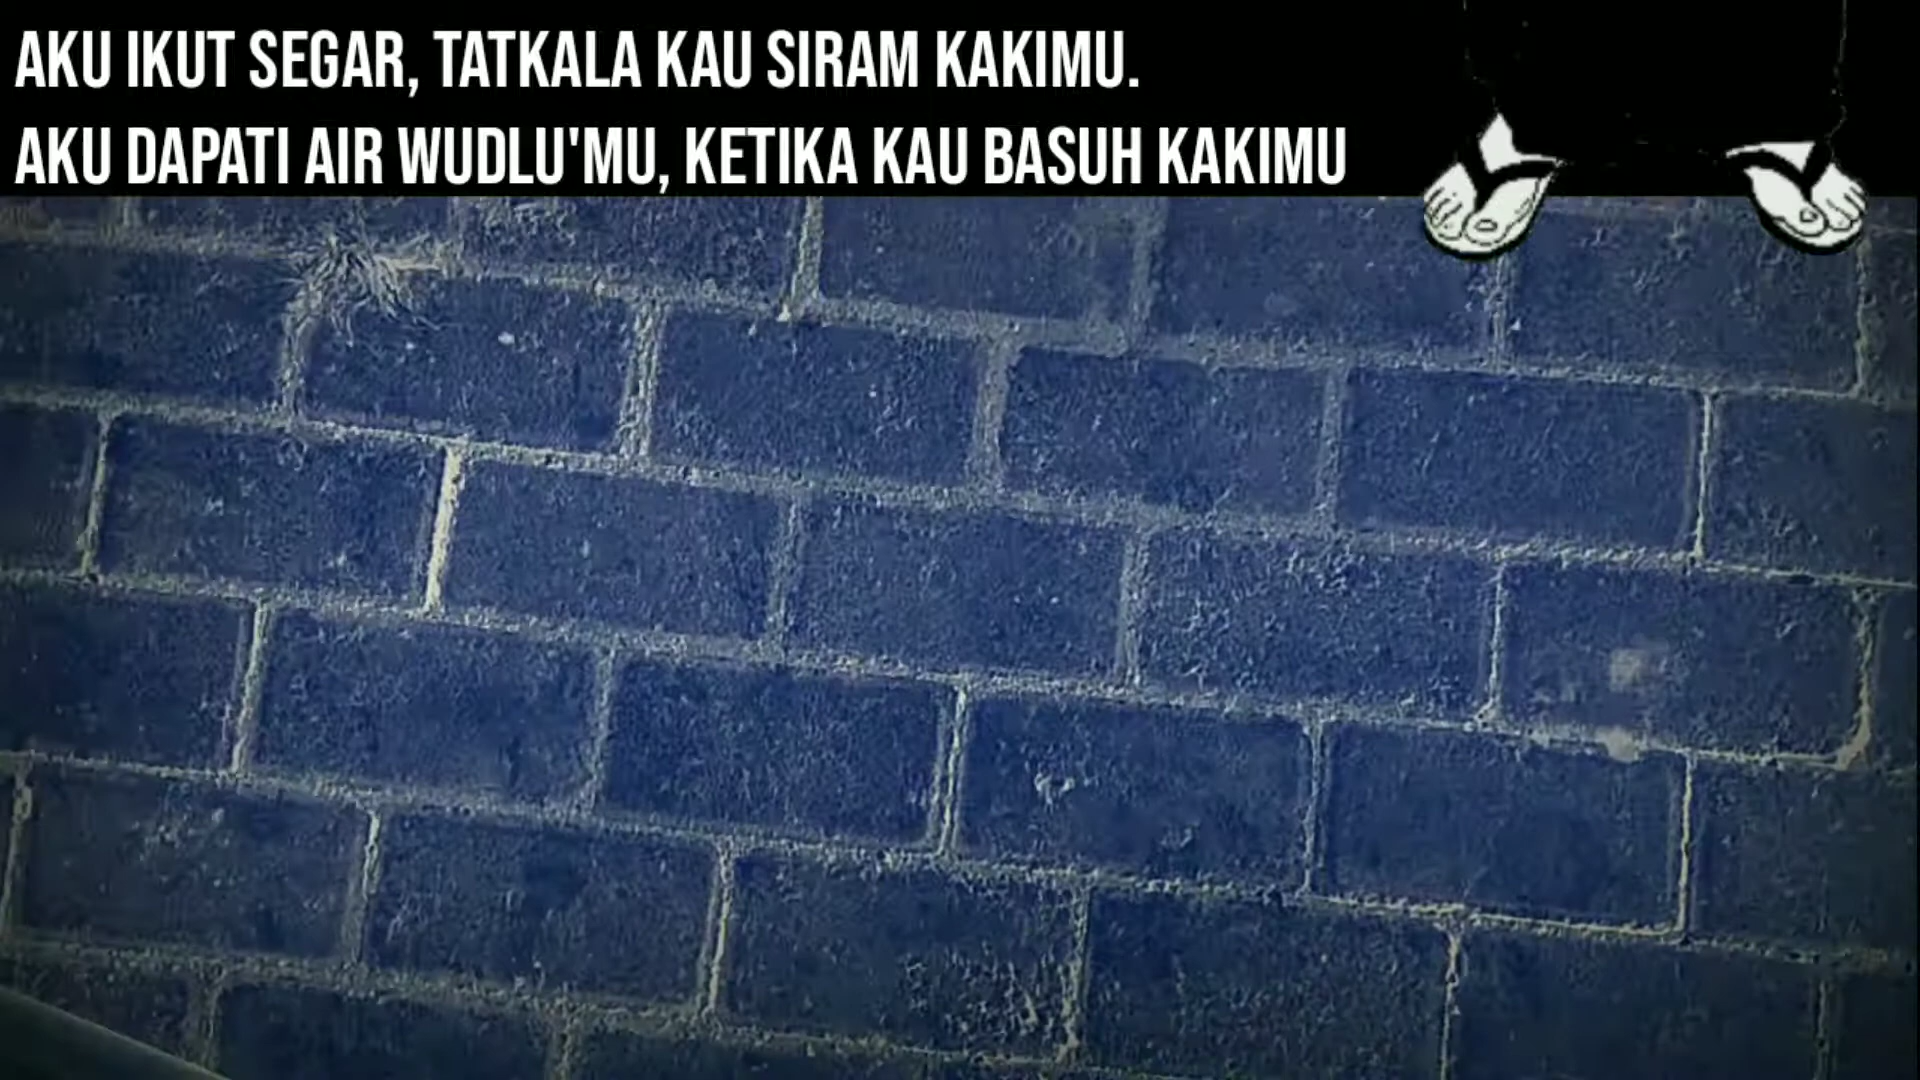 AKU IKUT SEGAR, TATKALA KAU SIRAM KAKIMU.
AKU DAPATI AIR WUDLU'MU, KETIKA KAU BASUH KAKIMU